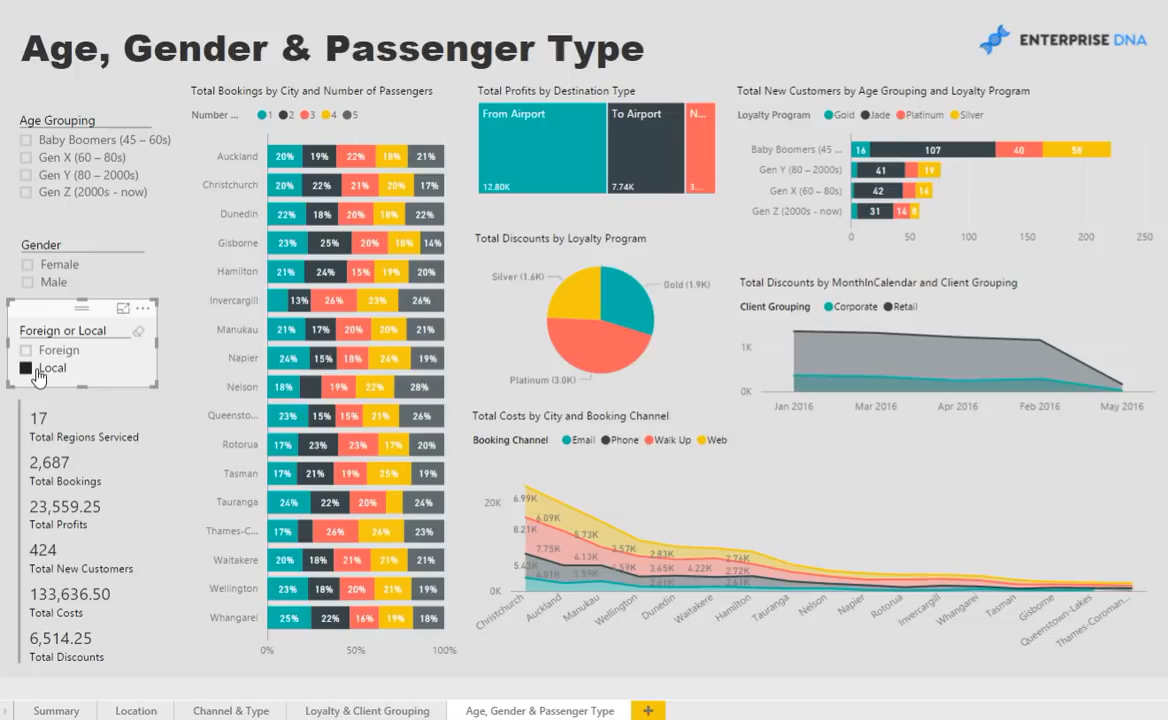 Age, Gender & Passenger Type
ENTERPRISE DNA
Age Grouping
Baby Boomers (45 – 60s)
Gen X (60 – 80s)
Gen Y (80 – 2000s)
Gen Z (2000s - now)
Gender
Female
Male
Foreign or Local
Foreign
Local
17
Total Regions Serviced
2,687
Total Bookings
23,559.25
Total Profits
424
Total New Customers
133,636.50
Total Costs
6,514.25
Total Discounts
Total Bookings by City and Number of Passengers
Number ... 1 2 3 4 5
Auckland 20% 19% 22% 18% 21%
Christchurch 20% 22% 21% 20% 17%
Dunedin 22% 18% 20% 18% 22%
Gisborne 23% 25% 20% 18% 14%
Hamilton 21% 24% 15% 19% 20%
Invercargill 13% 26% 23% 26%
Manukau 21% 17% 20% 20% 21%
Napier 24% 15% 18% 24% 19%
Nelson 18% 19% 22% 28%
Queensto... 23% 15% 15% 21% 26%
Rotorua 17% 23% 23% 17% 20%
Tasman 17% 21% 19% 25% 19%
Tauranga 24% 22% 20% 24%
Thames-C... 17% 26% 26% 23%
Waitakere 20% 18% 21% 21% 21%
Wellington 23% 18% 20% 21% 19%
Whangarei 25% 22% 16% 19% 18%
0% 50% 100%
Total Profits by Destination Type
From Airport To Airport N...
12.80K 7.74K 3...
Total Discounts by Loyalty Program
Silver (1.6K)
Gold (1.9K)
Platinum (3.0K)
Total New Customers by Age Grouping and Loyalty Program
Loyalty Program Gold Jade Platinum Silver
Baby Boomers (45 ... 16 107 40 58
Gen Y (80 – 2000s) 41 19
Gen X (60 – 80s) 42 16
Gen Z (2000s - now) 31 14 8
0 50 100 150 200 250
Total Discounts by MonthInCalendar and Client Grouping
Client Grouping Corporate Retail
1K
0K
Jan 2016 Mar 2016 Apr 2016 Feb 2016 May 2016
Total Costs by City and Booking Channel
Booking Channel Email Phone Walk Up Web
20K
0K
6.99K 6.09K 5.73K 3.57K 2.83K 2.76K
8.21K 7.75K 4.13K 3.65K 4.22K 2.72K
4.01K 3.59K 2.61K 2.61K
Christchurch Auckland Manukau Wellington Dunedin Waitakere Hamilton Tauranga Nelson Napier Rotorua Invercargill Whangarei Tasman Gisborne Queenstown-Lakes Thames-Coroman...
Summary Location Channel & Type Loyalty & Client Grouping Age, Gender & Passenger Type +